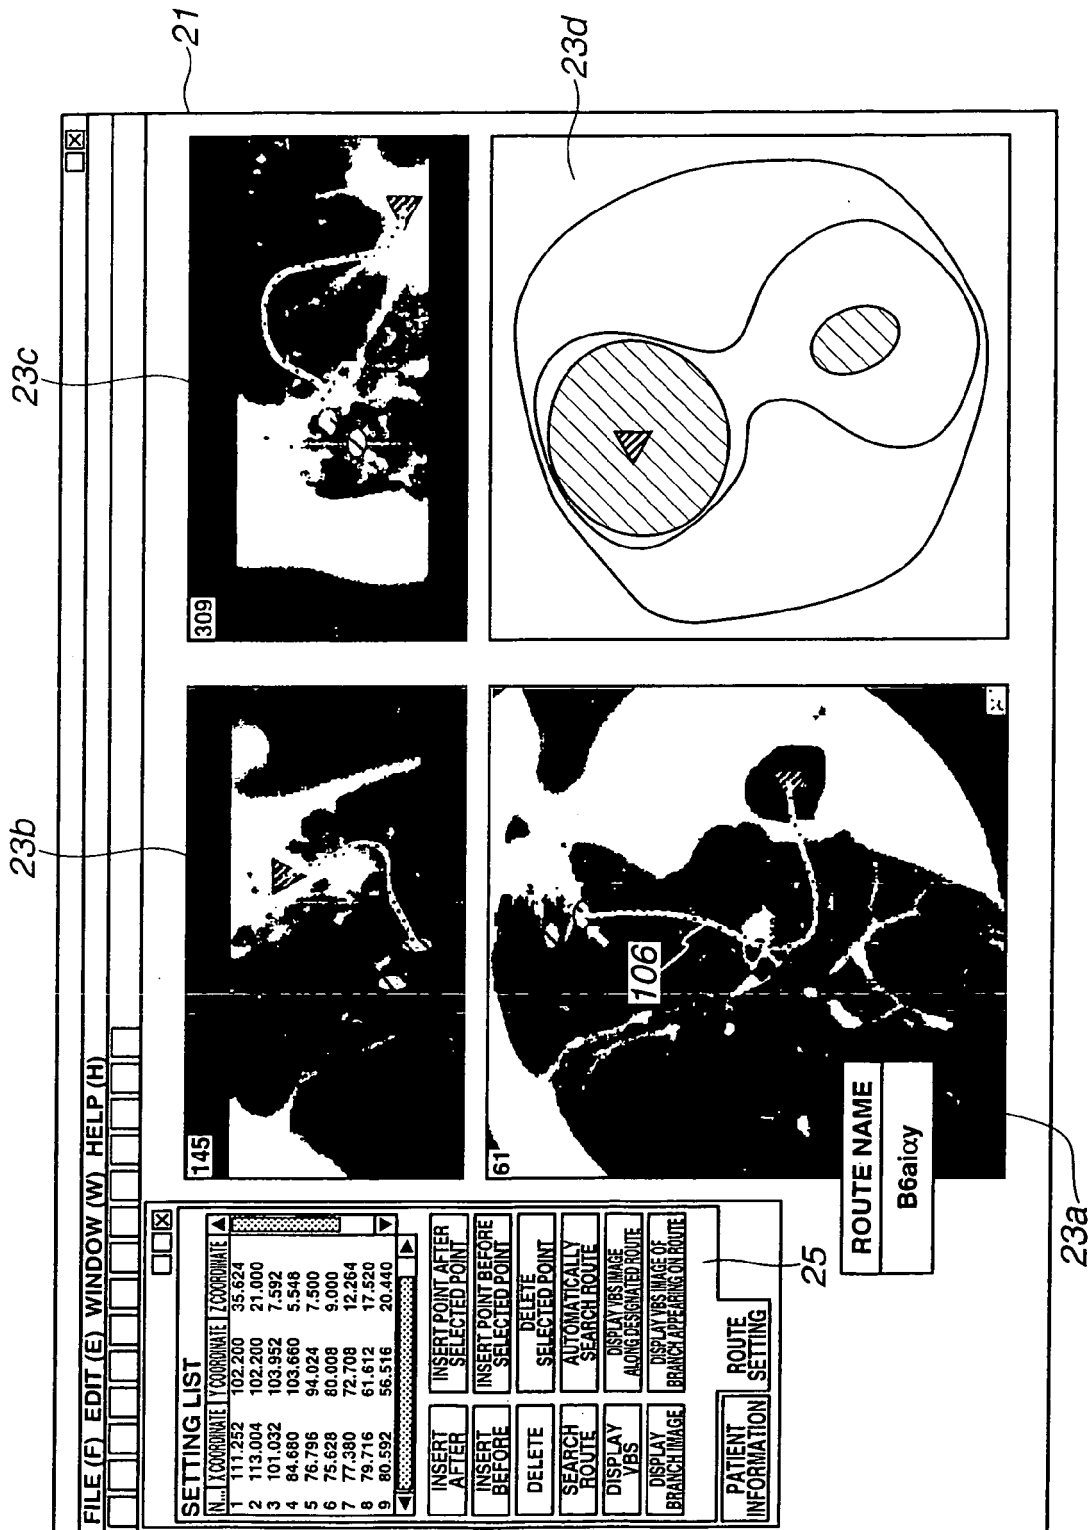 FILE (F) EDIT (E) WINDOW (W) HELP (H)
SETTING LIST
N... X COORDINATE Y COORDINATE Z COORDINATE
1 111.252 102.200 35.624
2 113.004 102.200 21.000
3 101.032 103.952 7.592
4 84.680 103.660 5.548
5 76.796 94.024 7.500
6 75.628 80.008 9.000
7 77.380 72.708 12.264
8 79.716 61.612 17.520
9 80.592 56.516 20.440
INSERT AFTER
INSERT POINT AFTER SELECTED POINT
INSERT BEFORE
INSERT POINT BEFORE SELECTED POINT
DELETE
DELETE SELECTED POINT
SEARCH ROUTE
AUTOMATICALLY SEARCH ROUTE
DISPLAY VBS
DISPLAY VBS IMAGE ALONG DESIGNATED ROUTE
DISPLAY BRANCH IMAGE
DISPLAY VBS IMAGE OF BRANCH APPEARING ON ROUTE
PATIENT INFORMATION
ROUTE SETTING
25
145
23b
309
23c
21
61
106
ROUTE NAME
B6aiαy
23a
23d